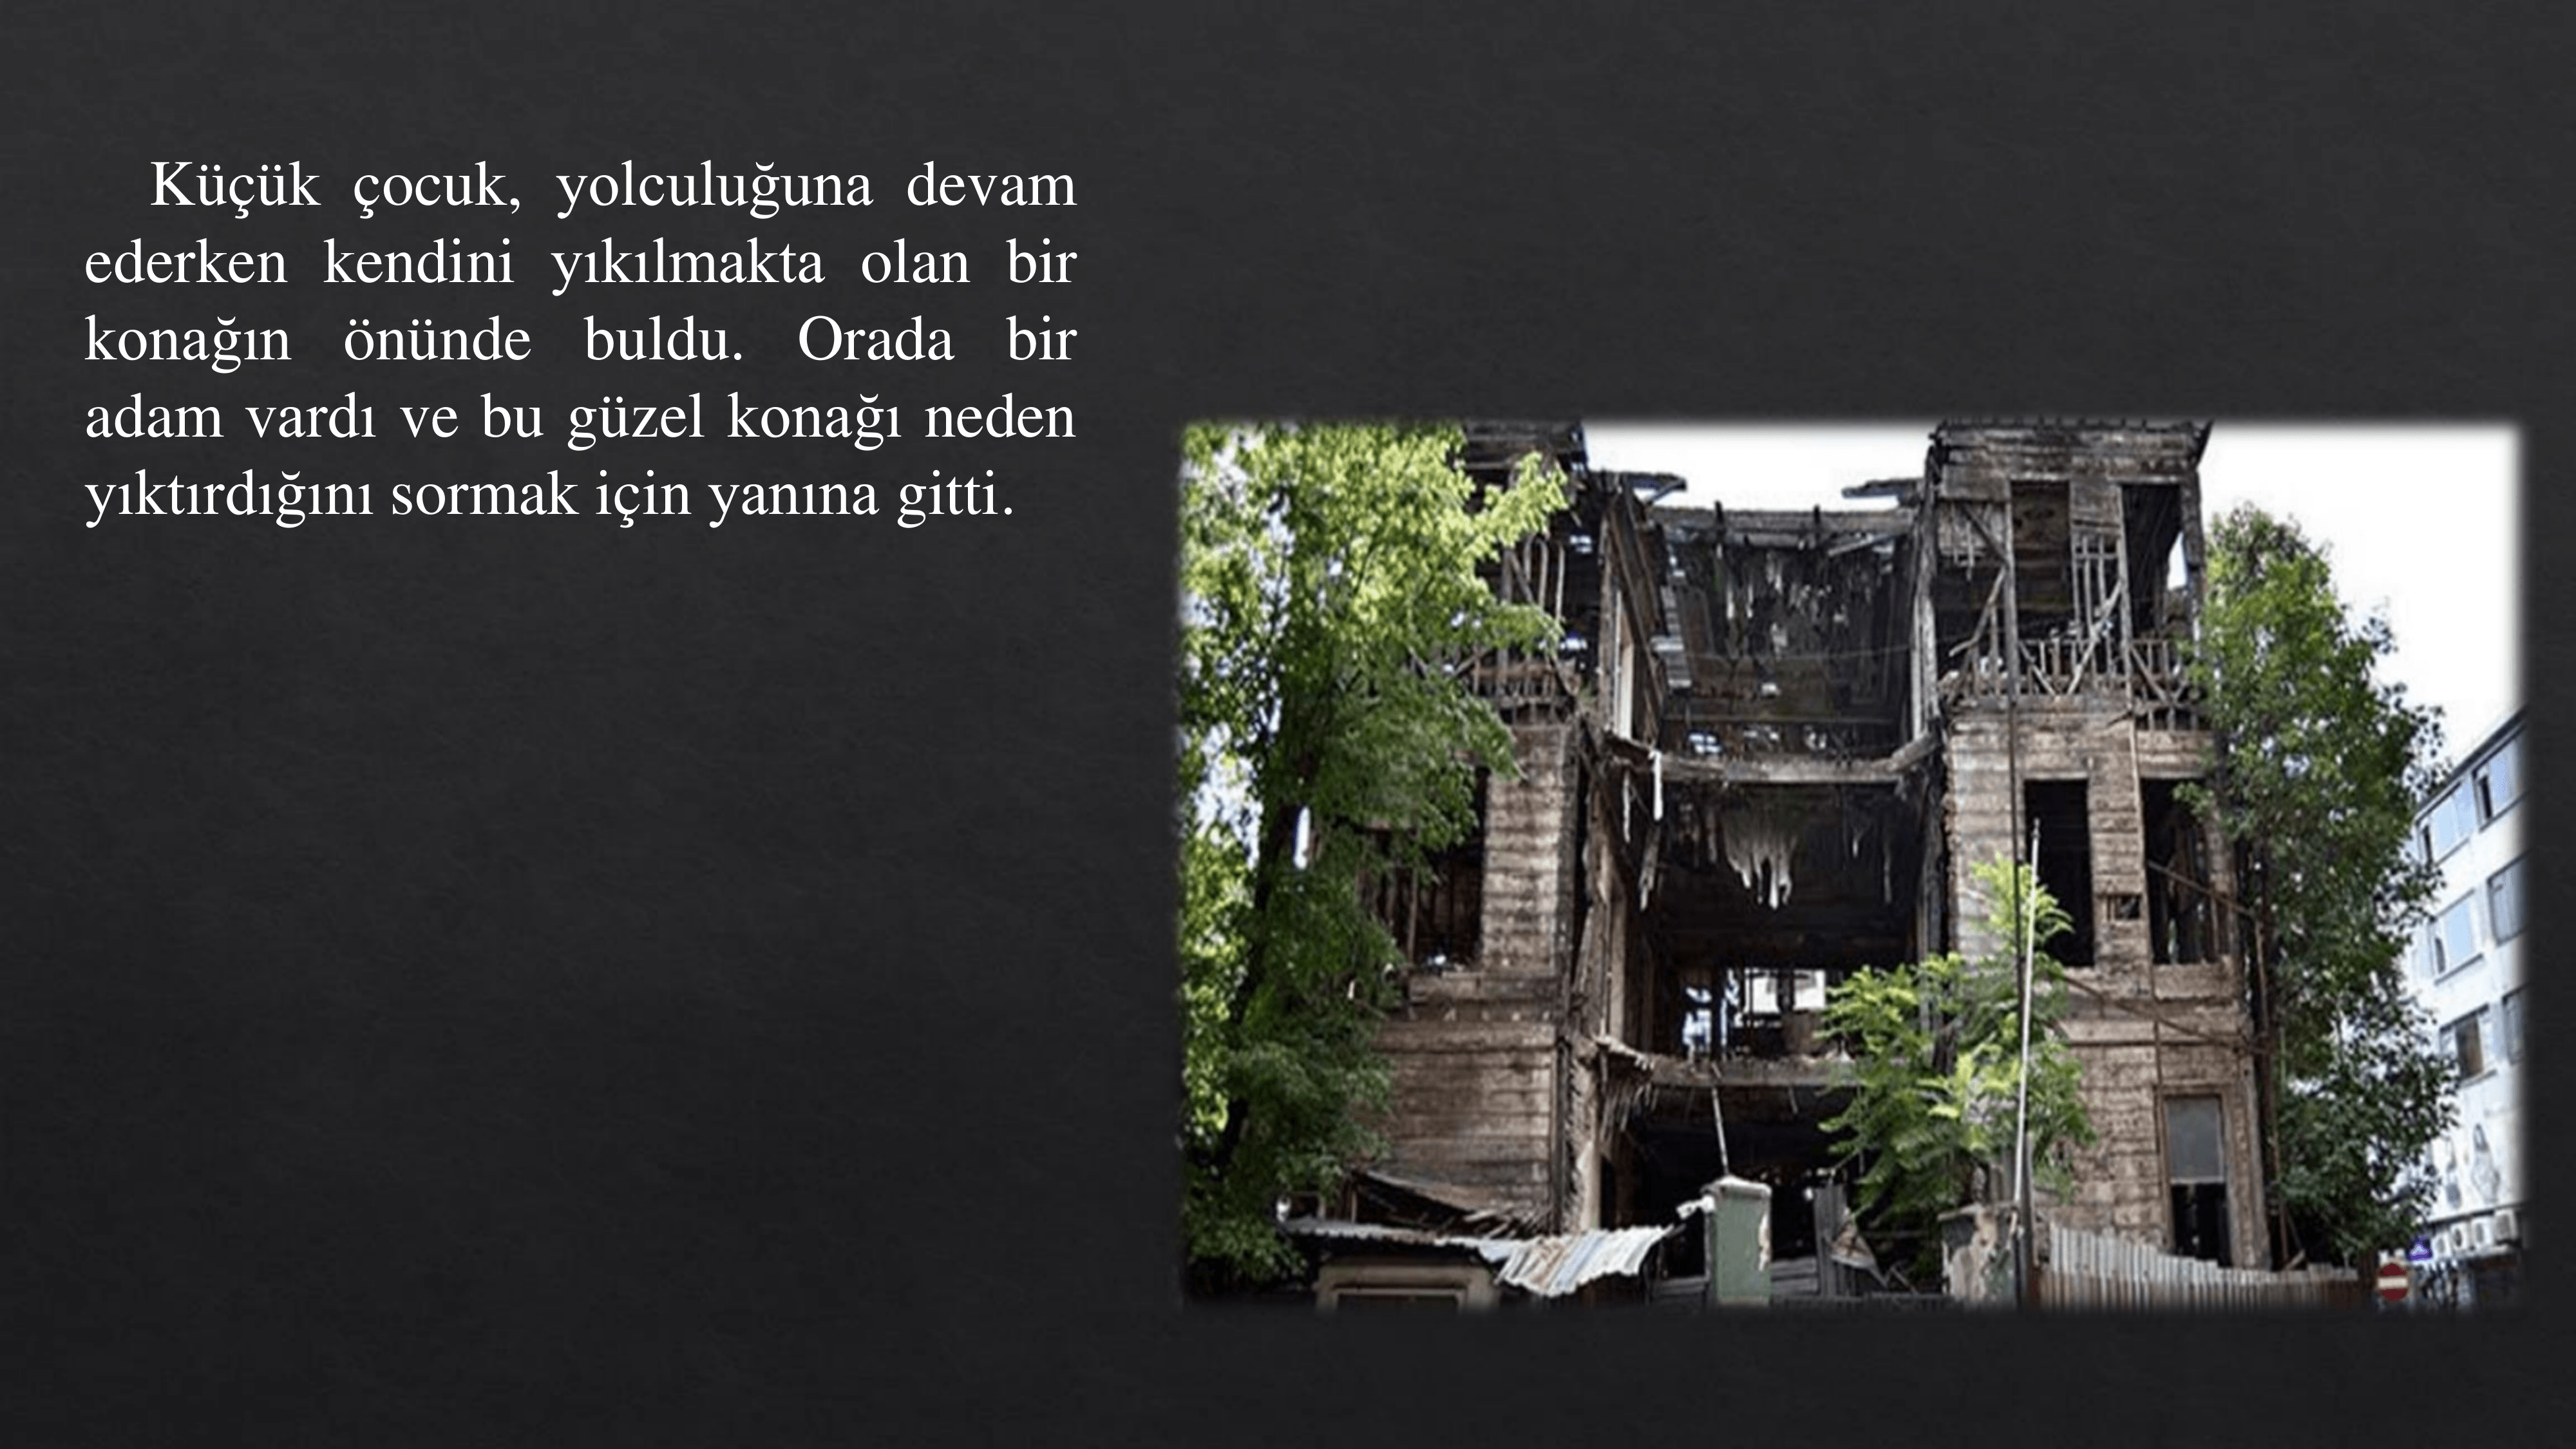 Küçük çocuk, yolculuğuna devam
ederken kendini yıkılmakta olan bir
konağın önünde buldu. Orada bir
adam vardı ve bu güzel konağı neden
yıktırdığını sormak için yanına gitti.